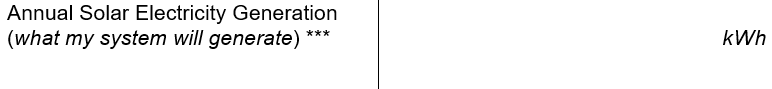 Annual Solar Electricity Generation
(what my system will generate) *** kWh